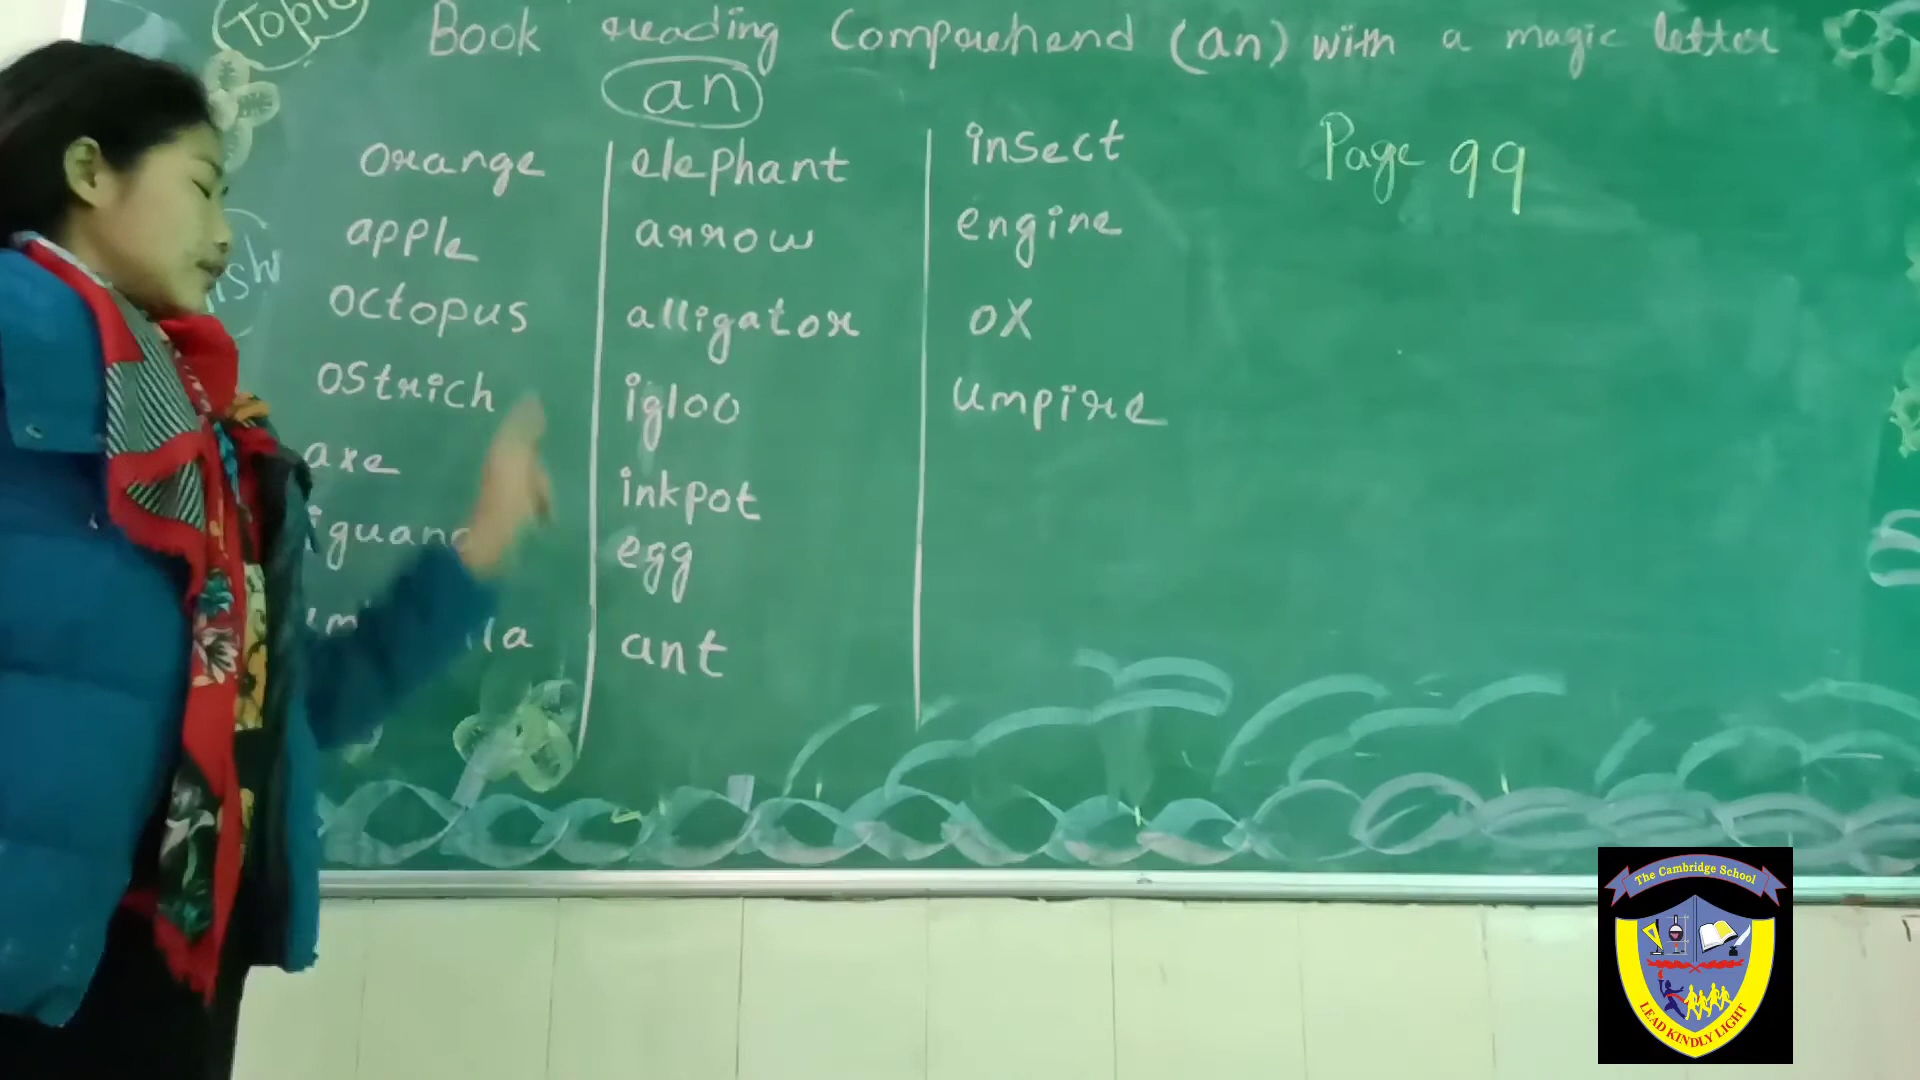 Topic
Book reading Comprehend (an) with a magic letter
an
Page 99
orange
apple
octopus
ostrich
axe
elephant
arrow
alligator
igloo
inkpot
egg
ant
insect
engine
ox
umpire
The Cambridge School
LEAD KINDLY LIGHT